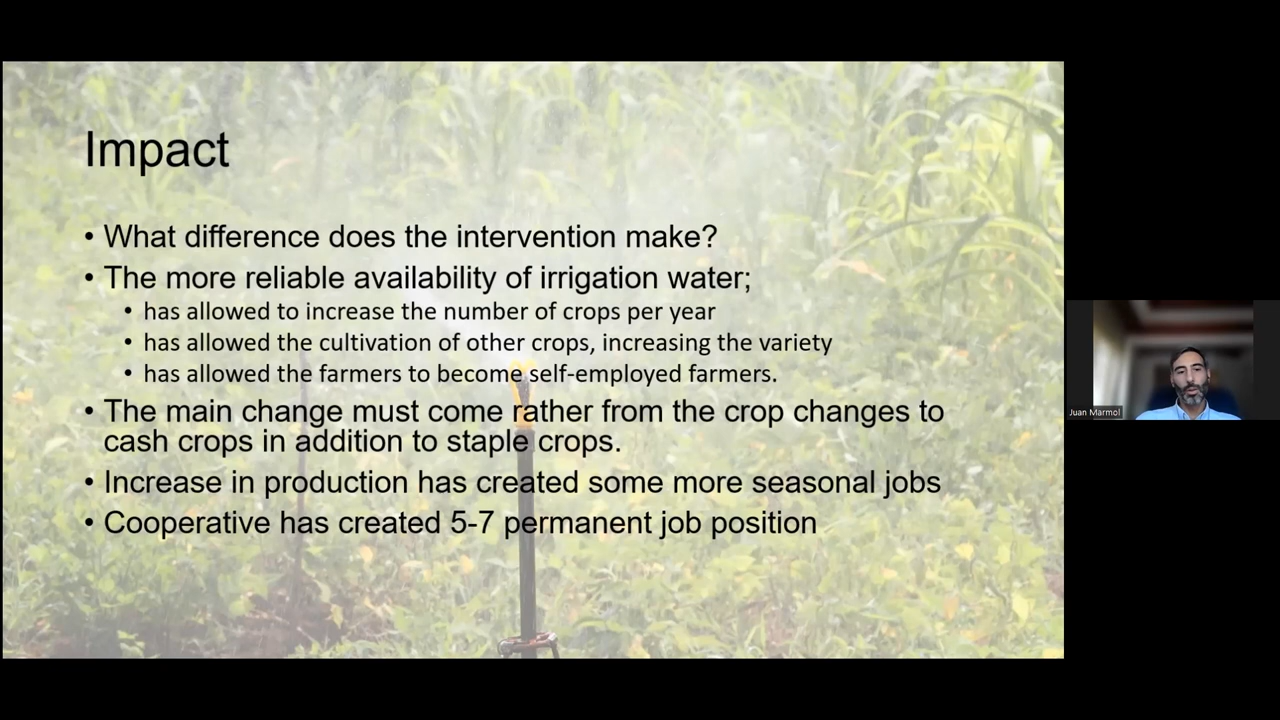 Impact
• What difference does the intervention make?
• The more reliable availability of irrigation water;
• has allowed to increase the number of crops per year
• has allowed the cultivation of other crops, increasing the variety
• has allowed the farmers to become self-employed farmers.
• The main change must come rather from the crop changes to
cash crops in addition to staple crops.
• Increase in production has created some more seasonal jobs
• Cooperative has created 5-7 permanent job position
Juan Marmol